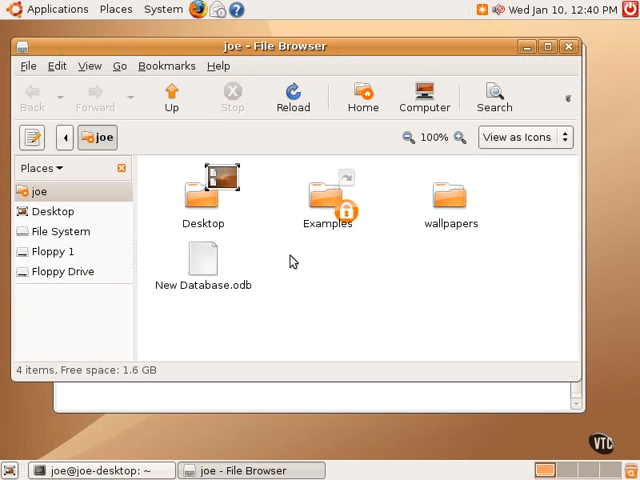 Applications Places System Wed Jan 10, 12:40 PM
joe - File Browser
File Edit View Go Bookmarks Help
Back Forward Up Stop Reload Home Computer Search
joe 100% View as Icons
Places
joe
Desktop
File System
Floppy 1
Floppy Drive
Desktop Examples wallpapers
New Database.odb
4 items, Free space: 1.6 GB
VTC
joe@joe-desktop: ~ joe - File Browser